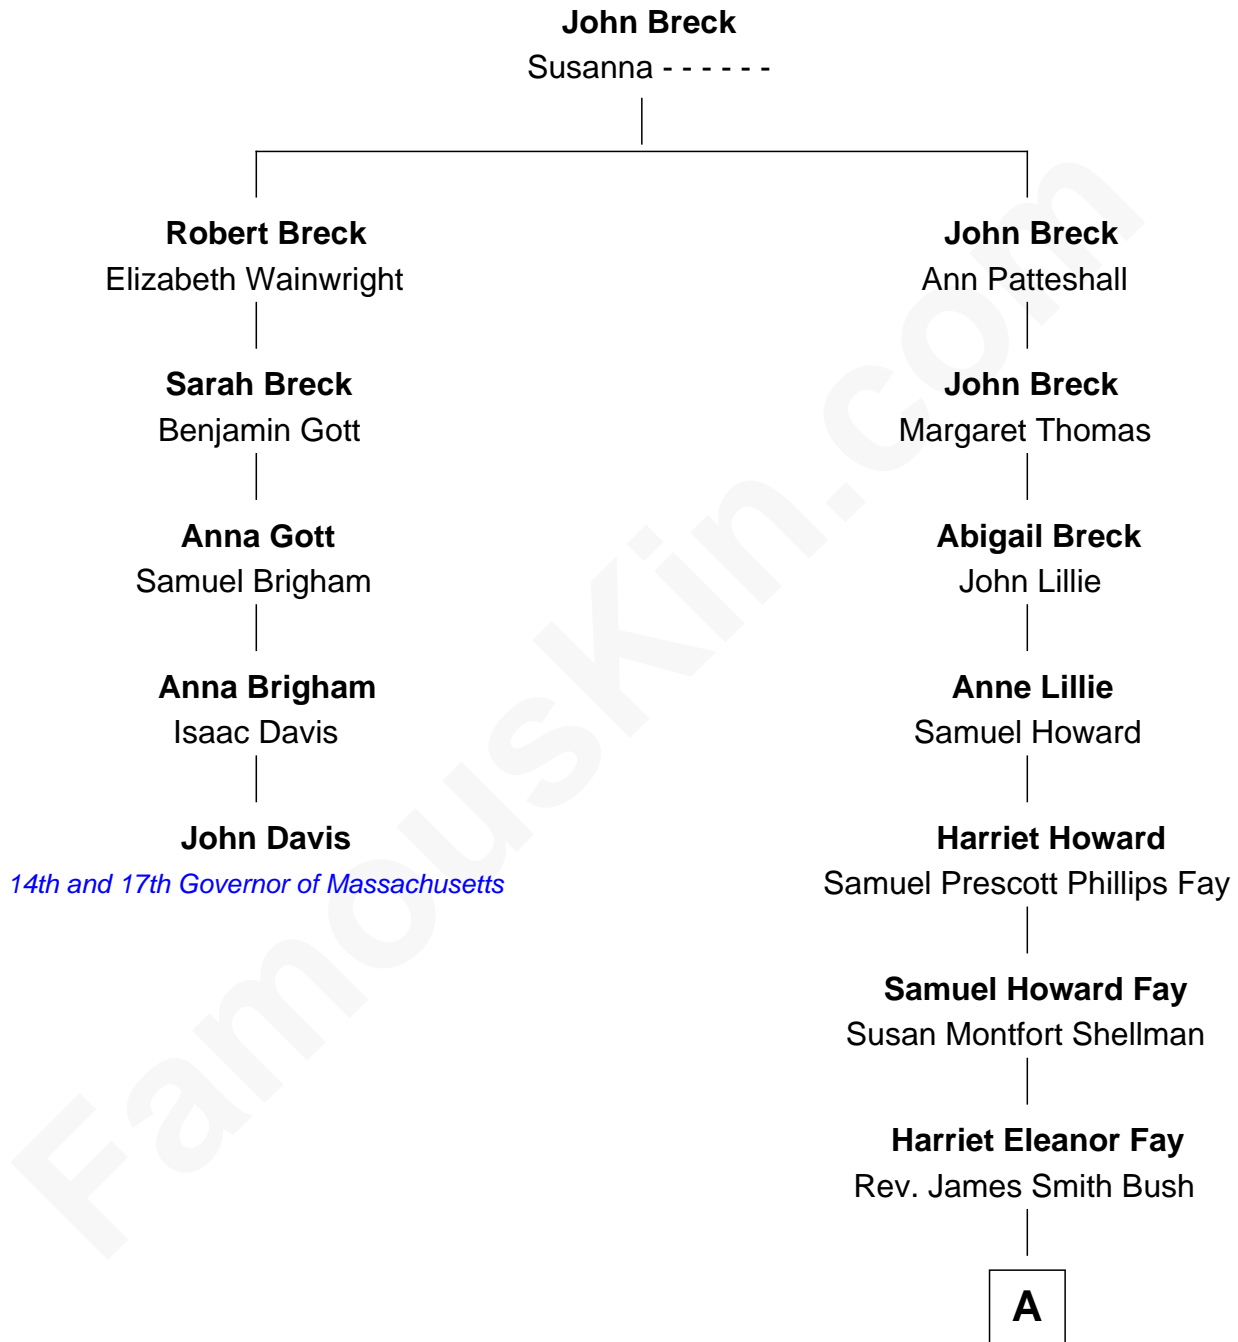 John Breck
Susanna - - - - - -
Robert Breck
Elizabeth Wainwright
John Breck
Ann Patteshall
Sarah Breck
Benjamin Gott
John Breck
Margaret Thomas
Anna Gott
Samuel Brigham
Abigail Breck
John Lillie
Anna Brigham
Isaac Davis
Anne Lillie
Samuel Howard
John Davis
14th and 17th Governor of Massachusetts
Harriet Howard
Samuel Prescott Phillips Fay
Samuel Howard Fay
Susan Montfort Shellman
Harriet Eleanor Fay
Rev. James Smith Bush
A
FamousKin.com